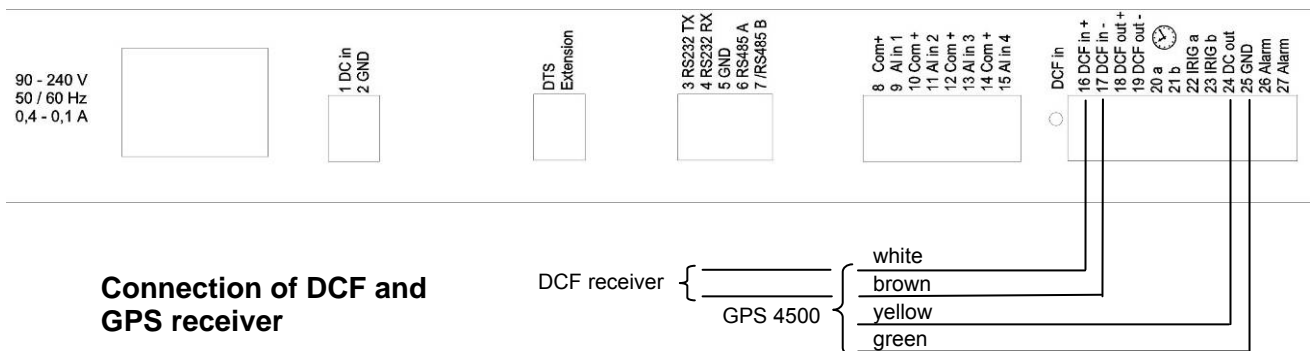 90 - 240 V
50 / 60 Hz
0,4 - 0,1 A
1 DC in
2 GND
DTS
Extension
3 RS232 TX
4 RS232 RX
5 GND
6 RS485 A
7 /RS485 B
8 Com+
9 Al in 1
10 Com +
11 Al in 2
12 Com +
13 Al in 3
14 Com +
15 Al in 4
DCF in
16 DCF in +
17 DCF in -
18 DCF out +
19 DCF out -
20 a
21 b
22 IRIG a
23 IRIG b
24 DC out
25 GND
26 Alarm
27 Alarm
Connection of DCF and
GPS receiver
DCF receiver
GPS 4500
white
brown
yellow
green